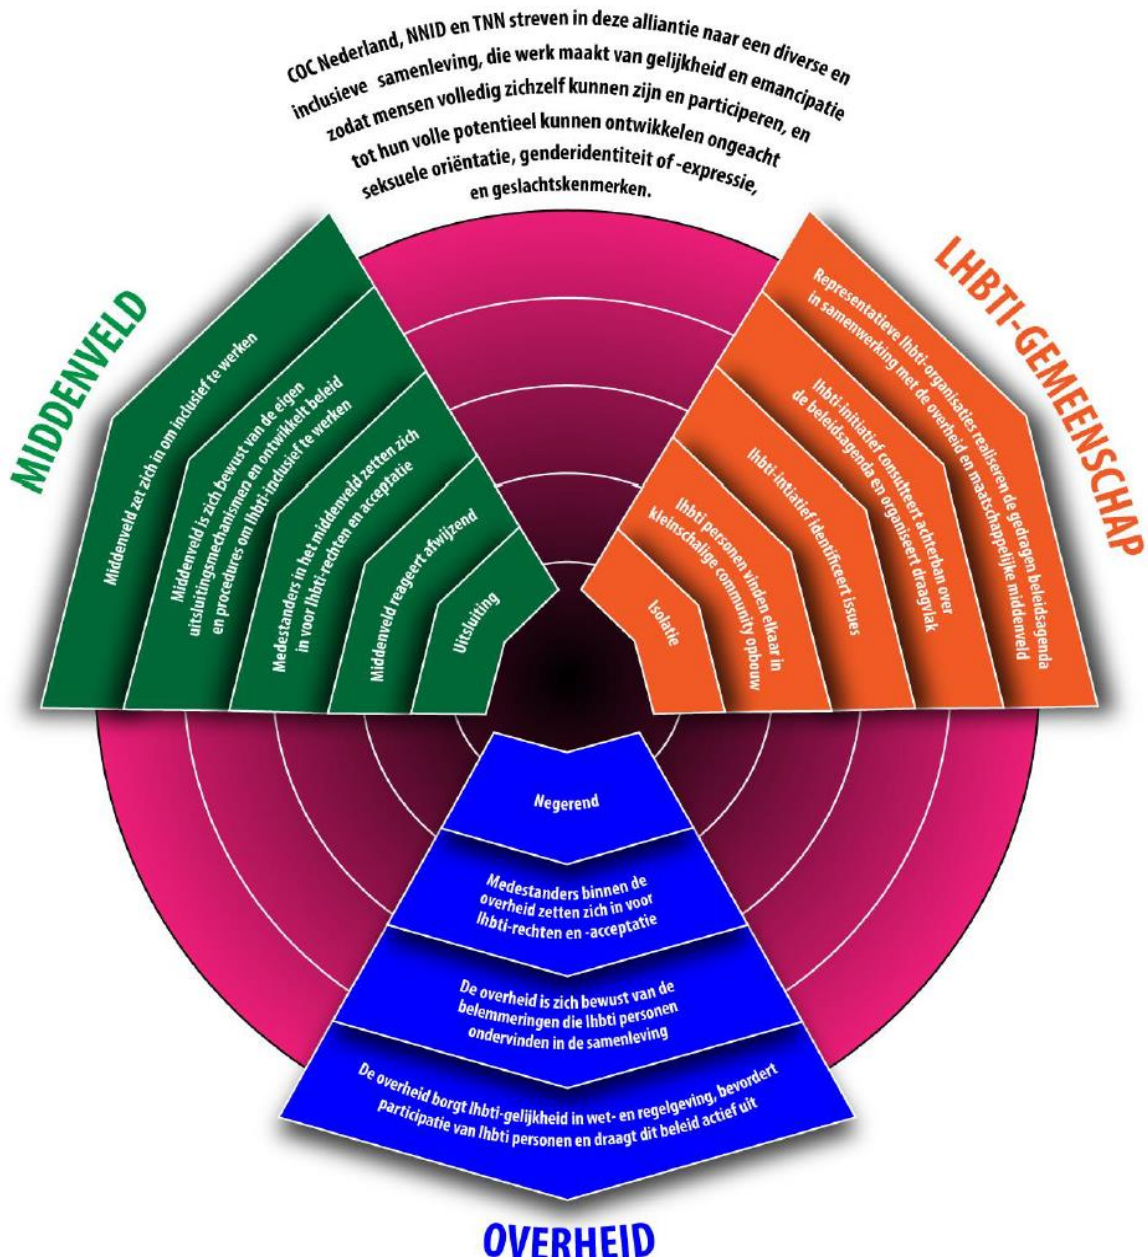 COC Nederland, NNID en TNN streven in deze alliantie naar een diverse en
inclusieve samenleving, die werk maakt van gelijkheid en emancipatie
zodat mensen volledig zichzelf kunnen zijn en participeren, en
tot hun volle potentieel kunnen ontwikkelen ongeacht
seksuele oriëntatie, genderidentiteit of -expressie,
en geslachtskenmerken.
MIDDENVELD
Middenveld zet zich in om inclusief te werken
Middenveld is zich bewust van de eigen
uitsluitingsmechanismen en ontwikkelt beleid
en procedures om lhbti-inclusief te werken
Medestanders in het middenveld zetten zich
in voor lhbti-rechten en acceptatie
Middenveld reageert afwijzend
Uitsluiting
LHBTI-GEMEENSCHAP
Representatieve lhbti-organisaties realiseren de gedragen beleidsagenda
in samenwerking met de overheid en maatschappelijke middenveld
lhbti-initiatief consulteert achterban over
de beleidsagenda en organiseert draagvlak
lhbti-intiatief identificeert issues
lhbti personen vinden elkaar in
kleinschalige community opbouw
Isolatie
Negerend
Medestanders binnen de
overheid zetten zich in voor
lhbti-rechten en -acceptatie
De overheid is zich bewust van de
belemmeringen die lhbti personen
ondervinden in de samenleving
De overheid borgt lhbti-gelijkheid in wet- en regelgeving, bevordert
participatie van lhbti personen en draagt dit beleid actief uit
OVERHEID